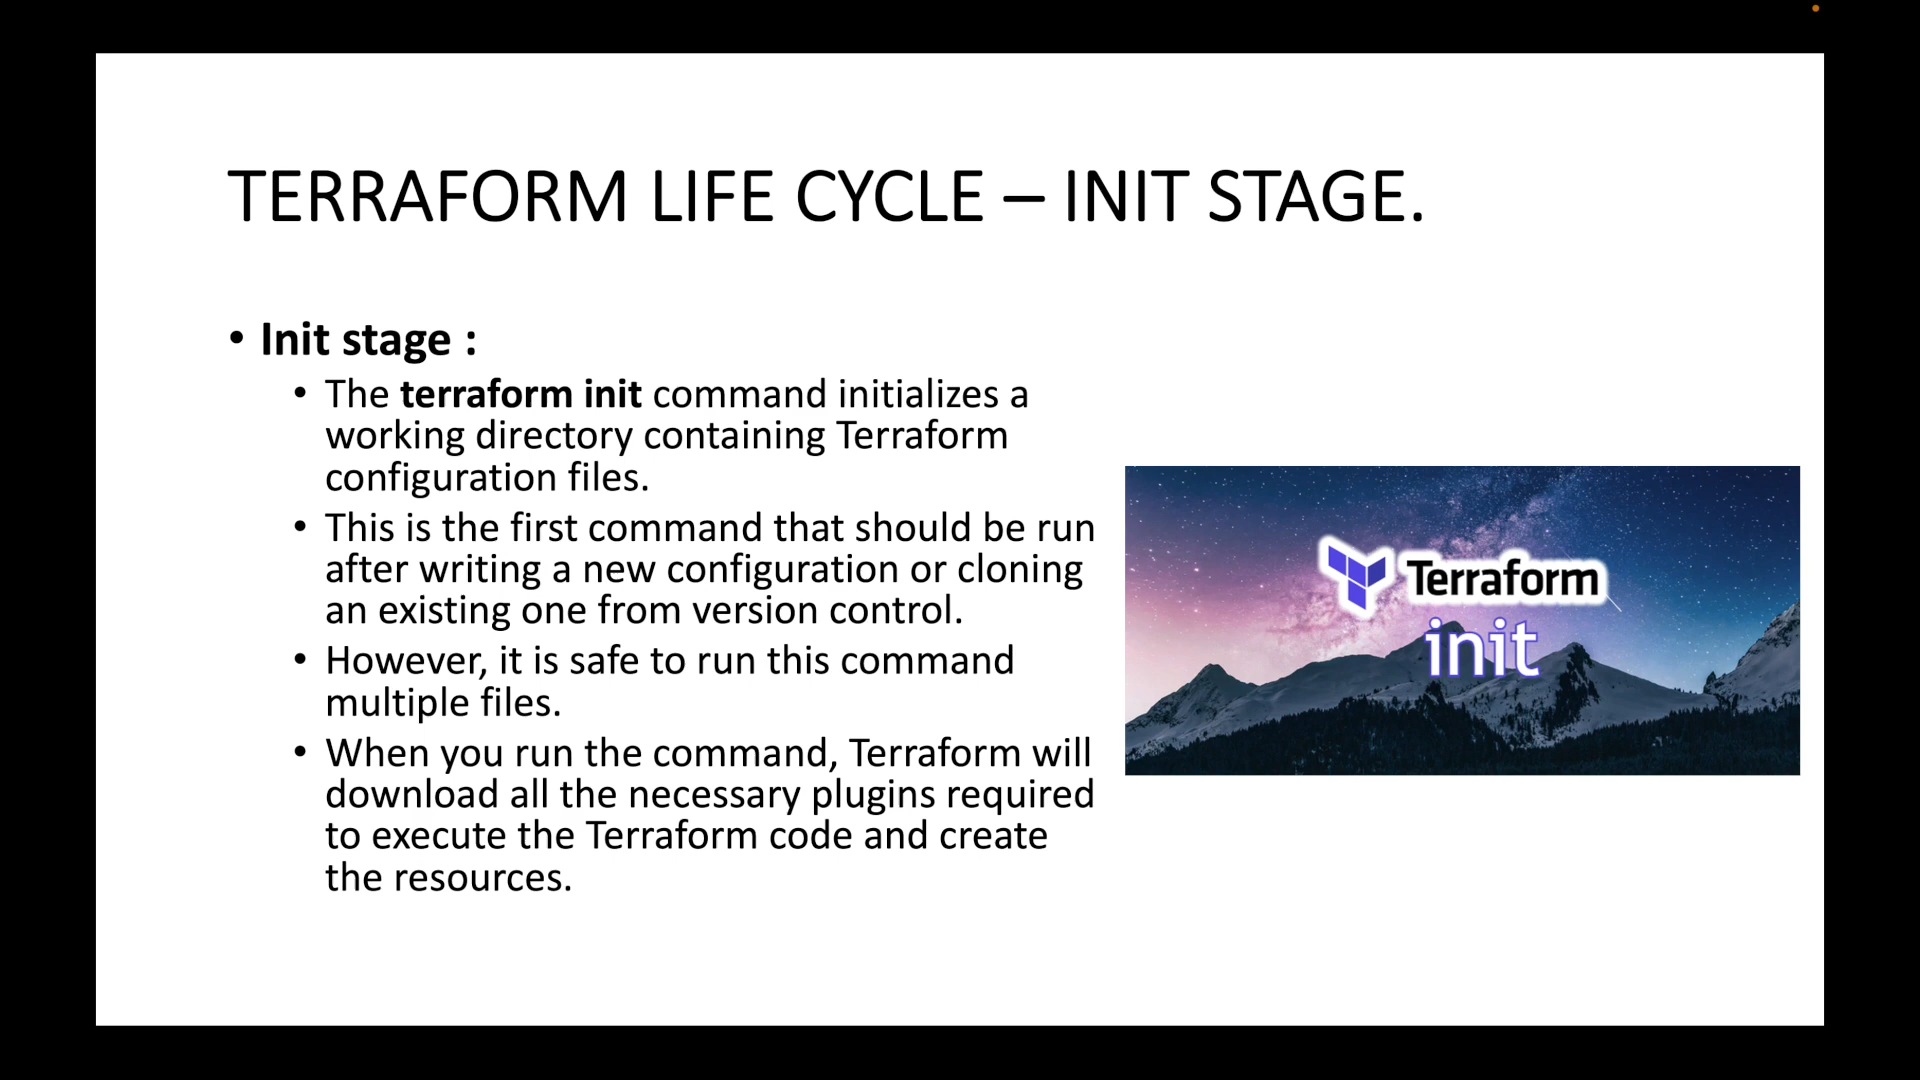 TERRAFORM LIFE CYCLE – INIT STAGE.
• Init stage :
• The terraform init command initializes a
working directory containing Terraform
configuration files.
• This is the first command that should be run
after writing a new configuration or cloning
an existing one from version control.
• However, it is safe to run this command
multiple files.
• When you run the command, Terraform will
download all the necessary plugins required
to execute the Terraform code and create
the resources.
Terraform
init